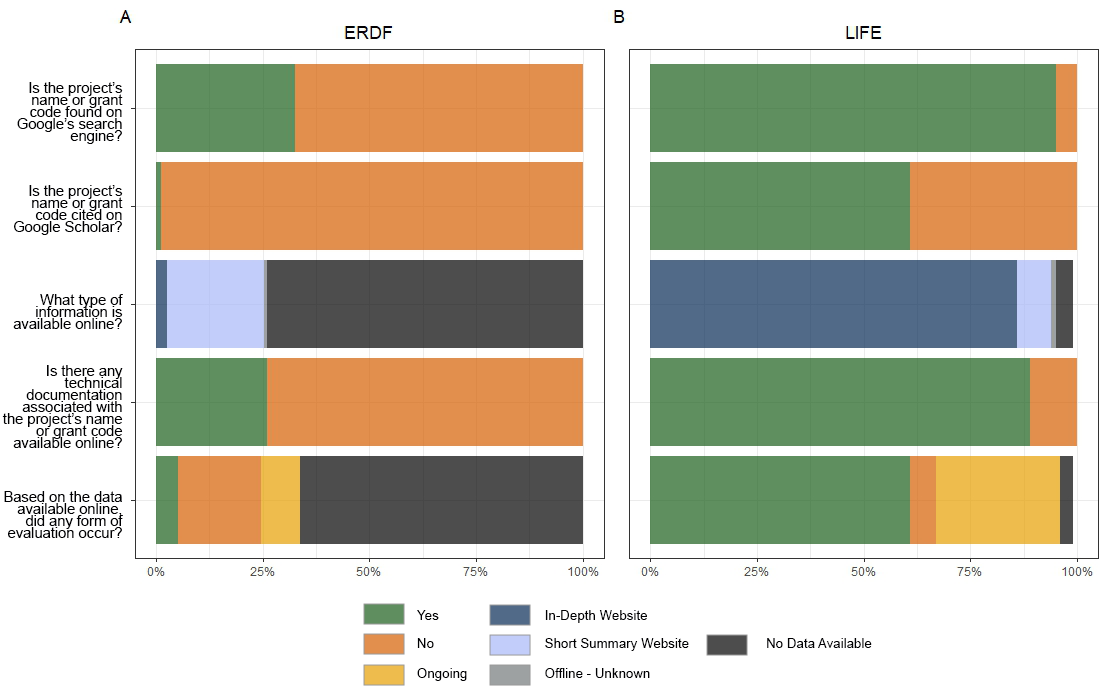 A
B
ERDF
LIFE
Is the project's
name or grant
code found on
Google's search
engine?
Is the project's
name or grant
code cited on
Google Scholar?
What type of
information is
available online?
Is there any
technical
documentation
associated with
the project's name
or grant code
available online?
Based on the data
available online,
did any form of
evaluation occur?
0% 25% 50% 75% 100%
0% 25% 50% 75% 100%
Yes
In-Depth Website
No
Short Summary Website
No Data Available
Ongoing
Offline - Unknown